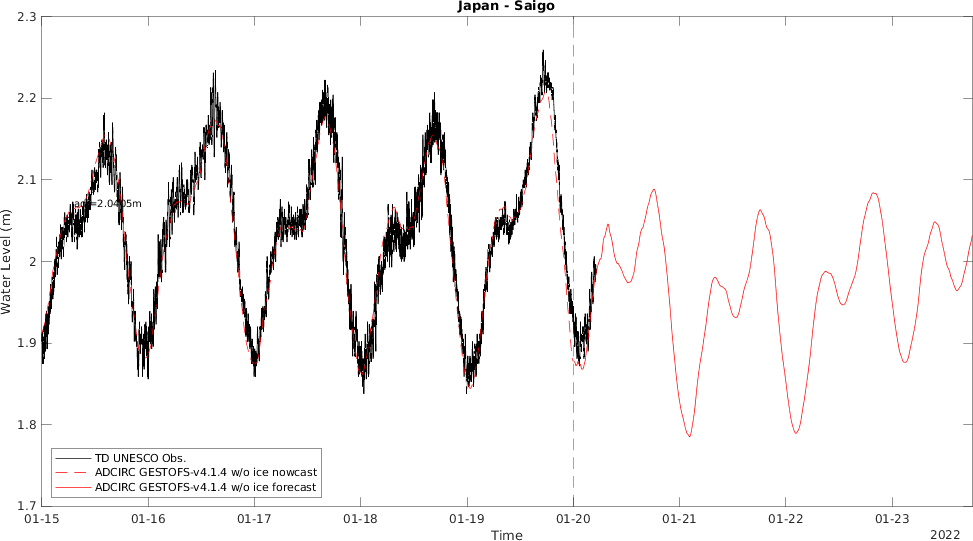 Japan - Saigo
2.3
2.2
2.1
2
1.9
1.8
1.7
Water Level (m)
=2.0405m
TD UNESCO Obs.
ADCIRC GESTOFS-v4.1.4 w/o ice nowcast
ADCIRC GESTOFS-v4.1.4 w/o ice forecast
01-15 01-16 01-17 01-18 01-19 01-20 01-21 01-22 01-23
Time
2022